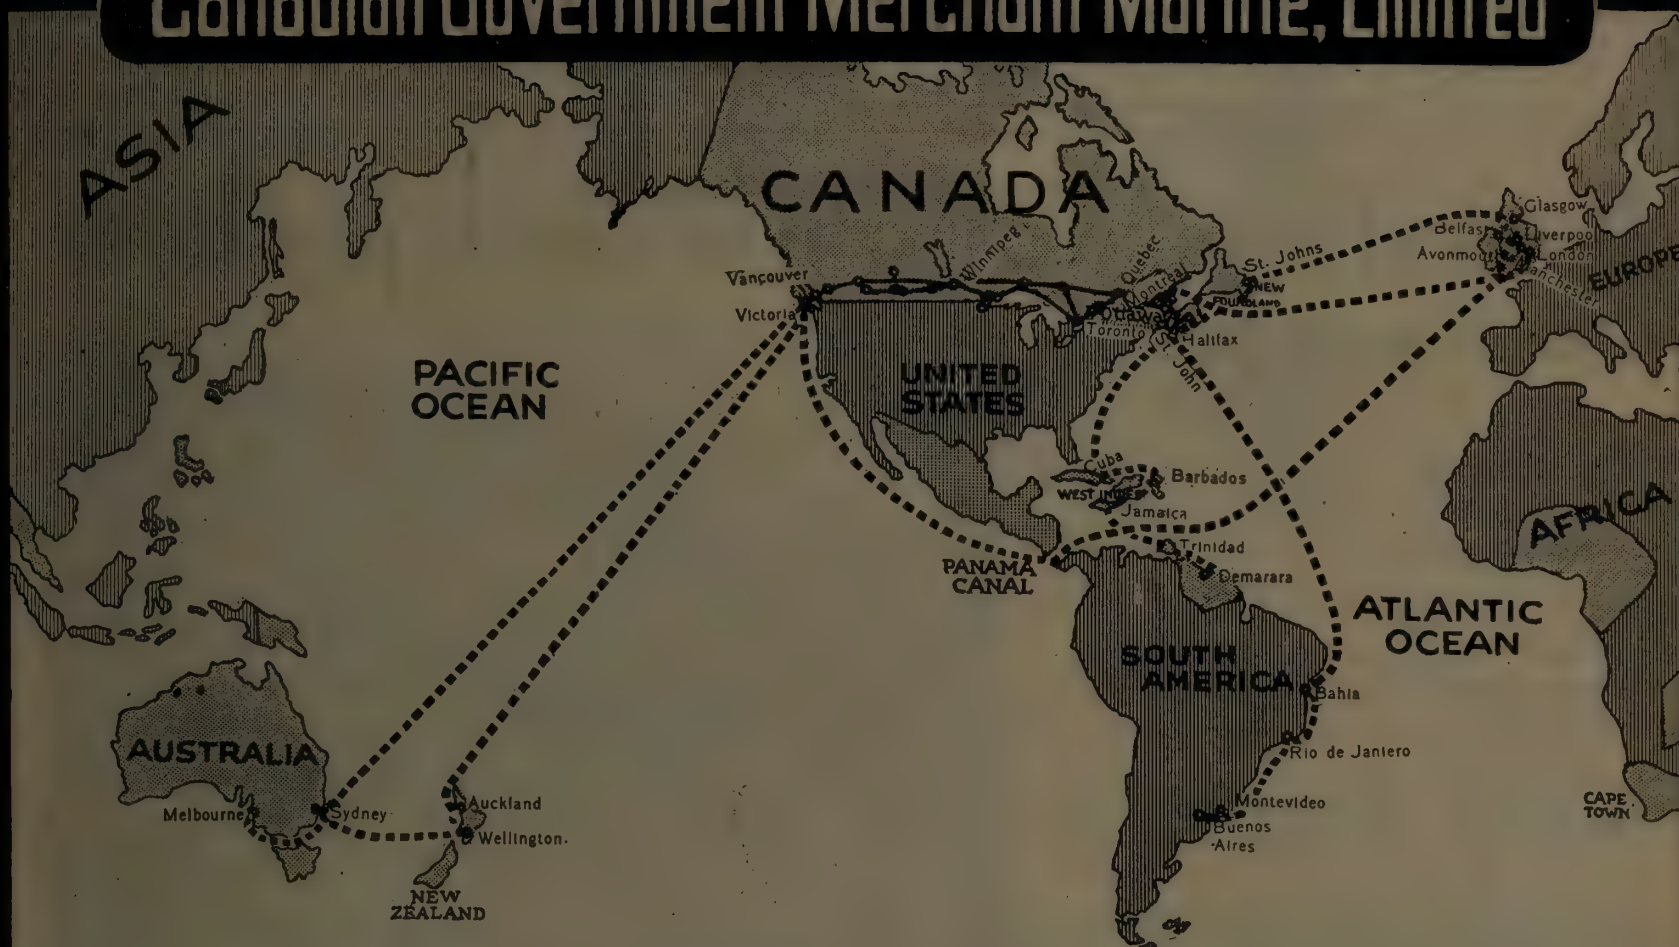 Canadian Government Merchant Marine, Limited
ASIA
CANADA
Glasgow
Belfast
Liverpoo
Avonmout
London
Manchester
EUROPE
St. Johns
NEW
FOUNDLAND
Quebec
Montreal
Winnipeg
Vancouver
Victoria
Ottawa
Toronto
Halifax
St. John
PACIFIC
OCEAN
UNITED
STATES
Cuba
Barbados
WEST INDIES
Jamaica
AFRICA
Trinidad
PANAMA
CANAL
Demarara
ATLANTIC
OCEAN
SOUTH
AMERICA
Bahia
AUSTRALIA
Rio de Janiero
Melbourne
Sydney
Auckland
Wellington.
Montevideo
Buenos
-Aires
CAPE
TOWN
NEW
ZEALAND